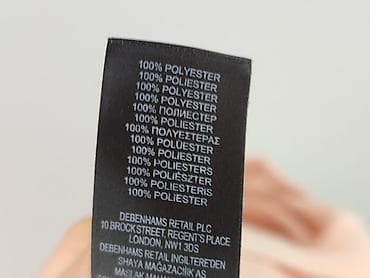 100% POLYESTER
100% POLIESTER
100% POLYESTER
100% POLYESTER
100% ПОЛИЕСТЕР
100% POLIESTER
100% ΠΟΛΥΕΣΤΕΡΑΣ
100% POLÜESTER
100% POLIESTER
100% POLIESTERS
100% POLIÉSZTER
100% POLIESTERIS
100% POLIESTER
DEBENHAMS RETAIL PLC
10 BROCK STREET, REGENT'S PLACE
LONDON, NW1 3DS
DEBENHAMS RETAIL INGILTERE'DEN
SHAYA MAĞAZACILIK AS